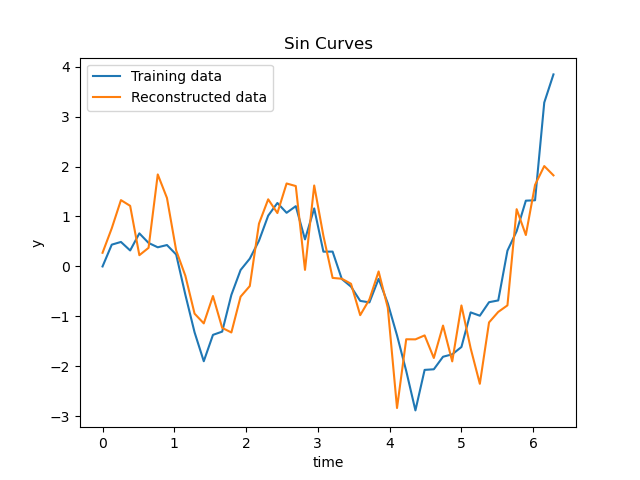 Sin Curves
Training data
Reconstructed data
y
4
3
2
1
0
−1
−2
−3
0 1 2 3 4 5 6
time